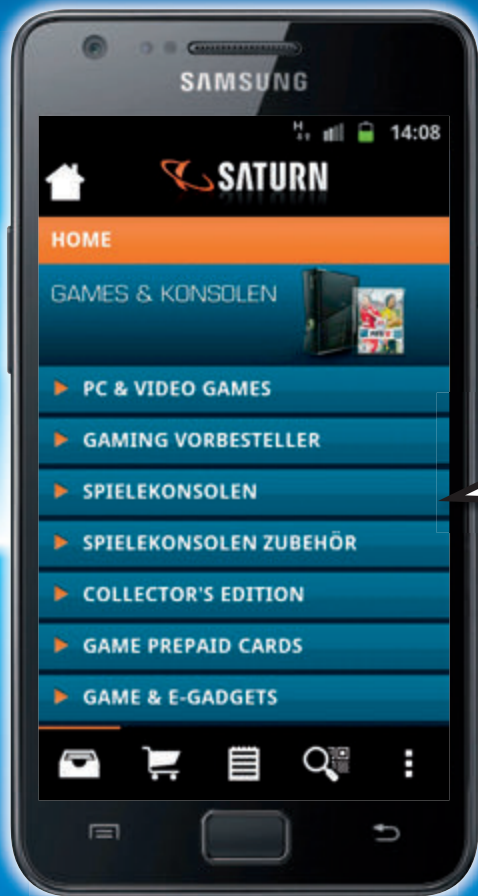 SAMSUNG
H
14:08
SATURN
HOME
GAMES & KONSOLEN
PC & VIDEO GAMES
GAMING VORBESTELLER
SPIELEKONSOLEN
SPIELEKONSOLEN ZUBEHÖR
COLLECTOR'S EDITION
GAME PREPAID CARDS
GAME & E-GADGETS